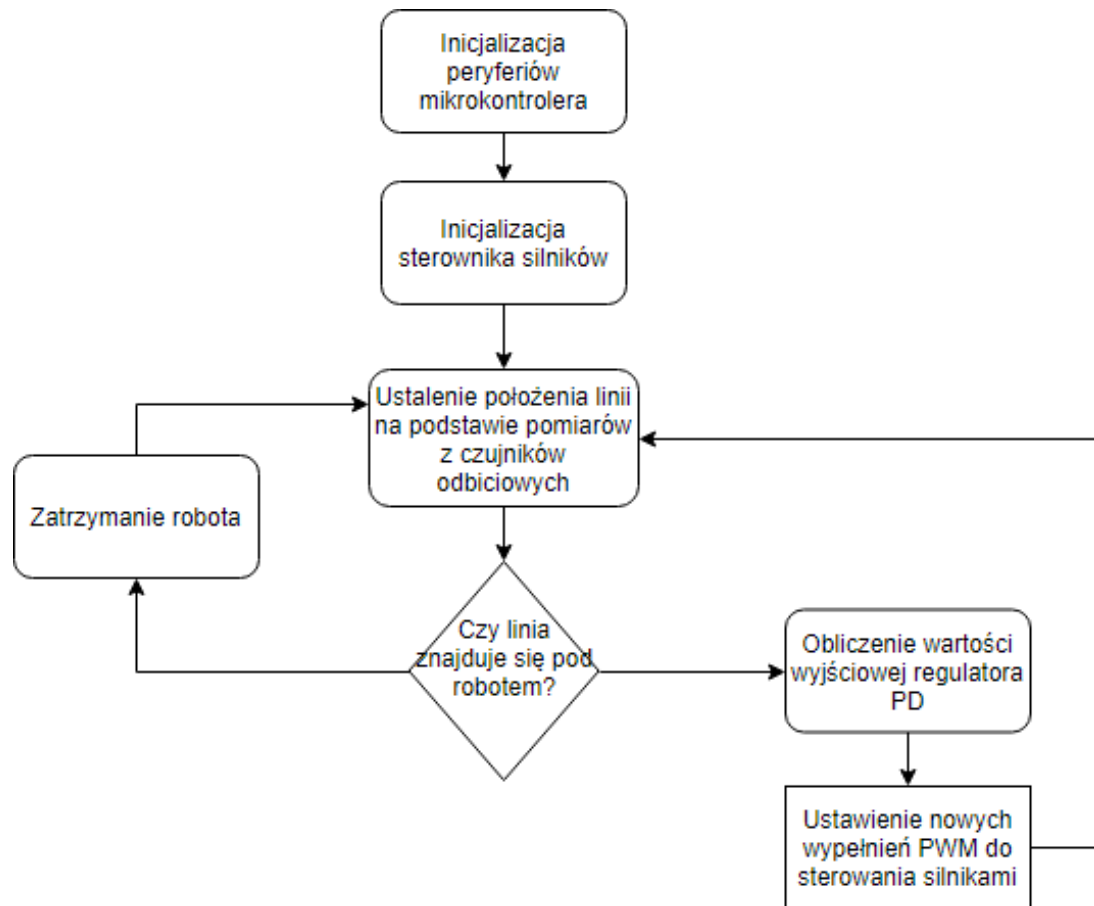 Inicjalizacja
peryferiów
mikrokontrolera
Inicjalizacja
sterownika silników
Ustalenie położenia linii
na podstawie pomiarów
z czujników
odbiciowych
Zatrzymanie robota
Czy linia
znajduje się pod
robotem?
Obliczenie wartości
wyjściowej regulatora
PD
Ustawienie nowych
wypełnień PWM do
sterowania silnikami